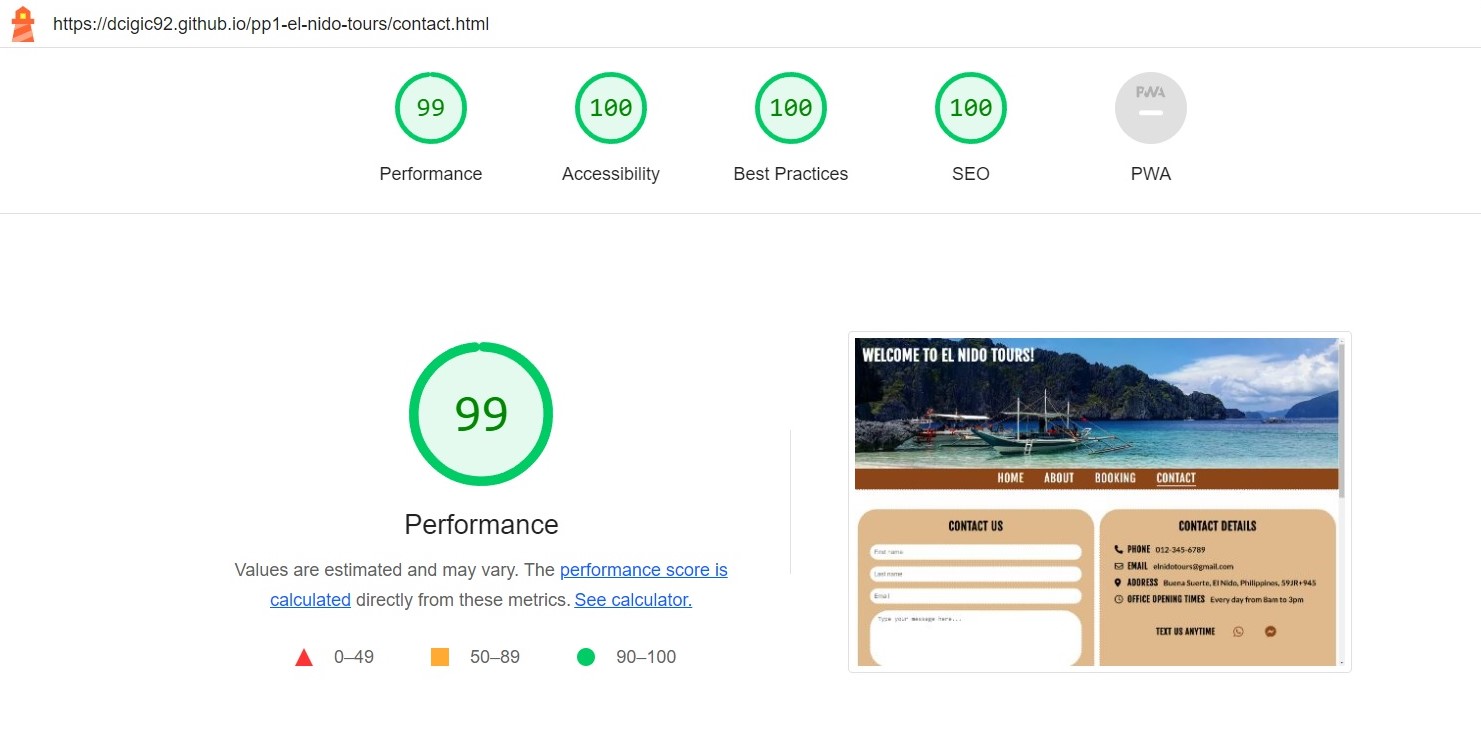 https://dcigic92.github.io/pp1-el-nido-tours/contact.html
99 100 100 100 PWA
Performance Accessibility Best Practices SEO PWA
99
Performance
Values are estimated and may vary. The performance score is
calculated directly from these metrics. See calculator.
0–49 50–89 90–100
WELCOME TO EL NIDO TOURS!
HOME ABOUT BOOKING CONTACT
CONTACT US
First name
Last name
Email
Type your message here...
CONTACT DETAILS
PHONE 012-345-6789
EMAIL elnidotours@gmail.com
ADDRESS Buena Suerte, El Nido, Philippines, 59JR+945
OFFICE OPENING TIMES Every day from 8am to 3pm
TEXT US ANYTIME